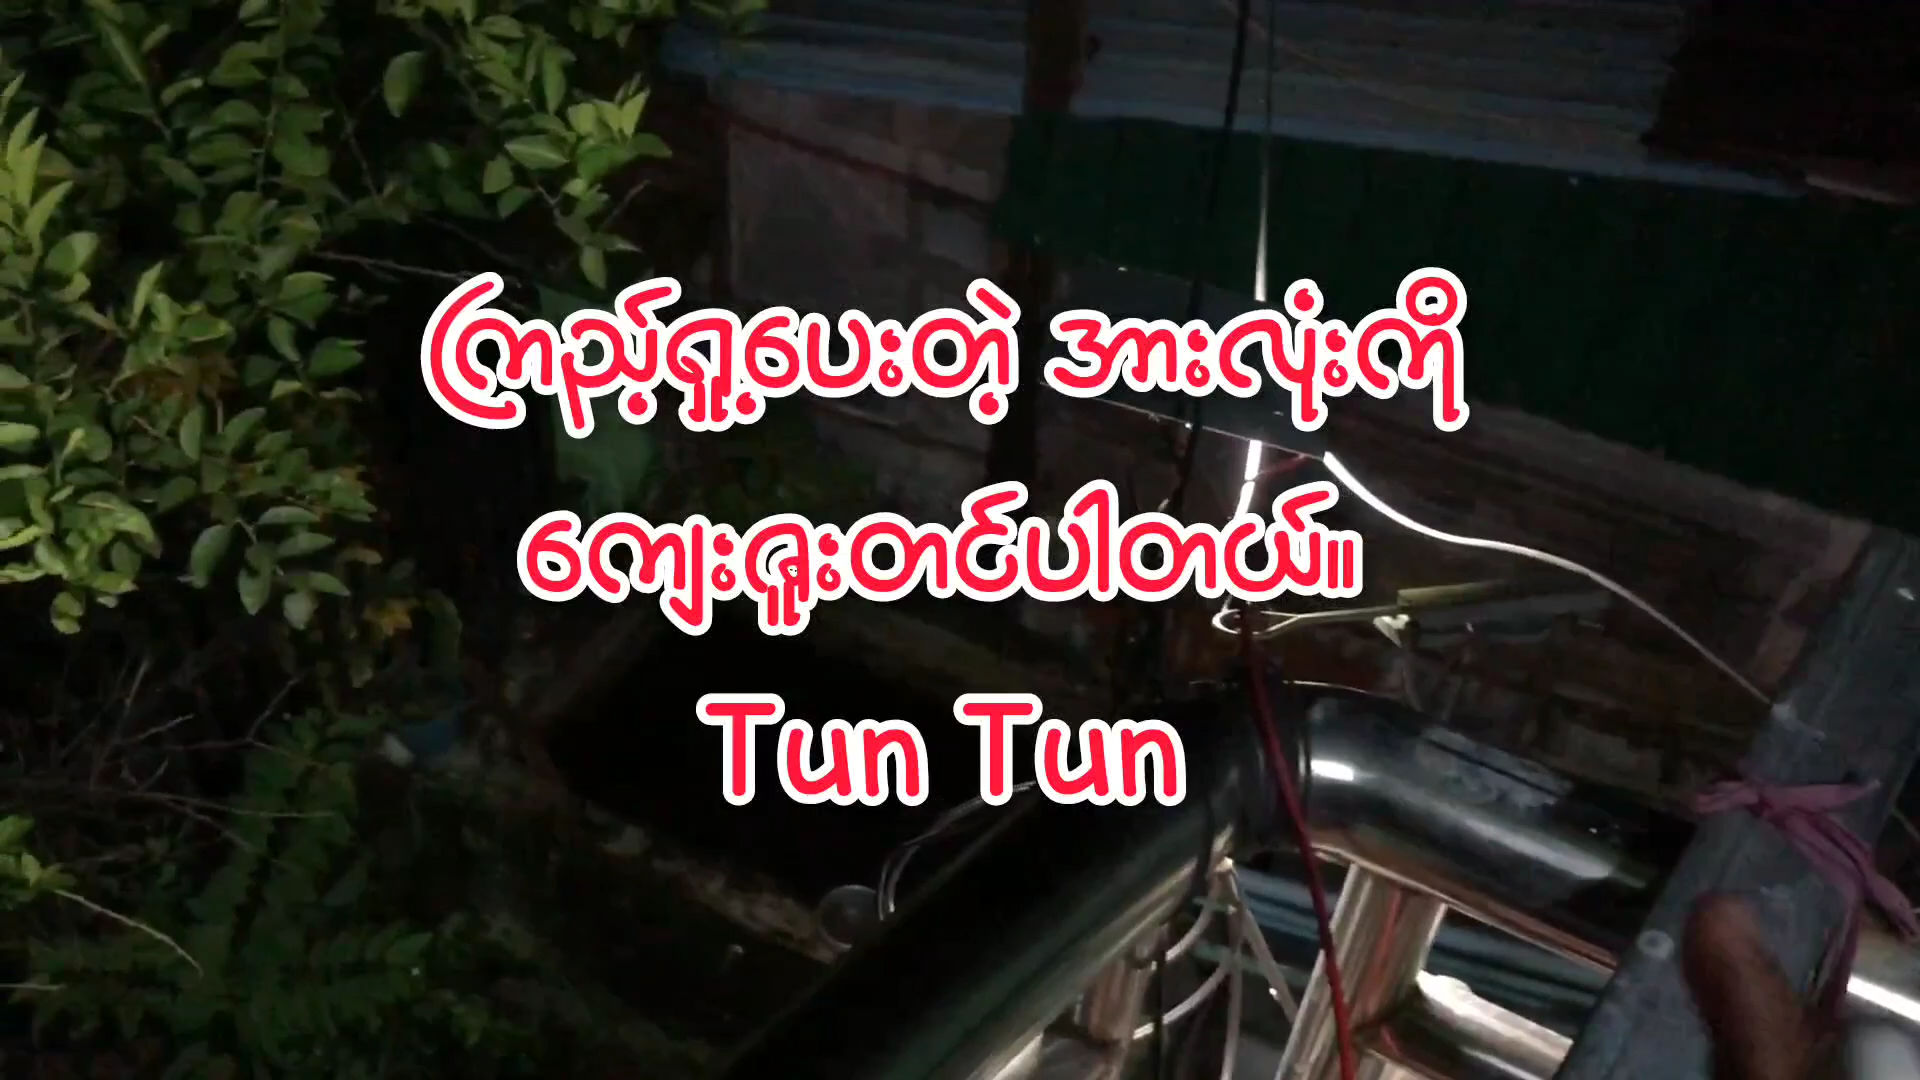 ကြည့်ရှု့ပေးတဲ့ အားလုံးကို
ကျေးဇူးတင်ပါတယ်။
Tun Tun